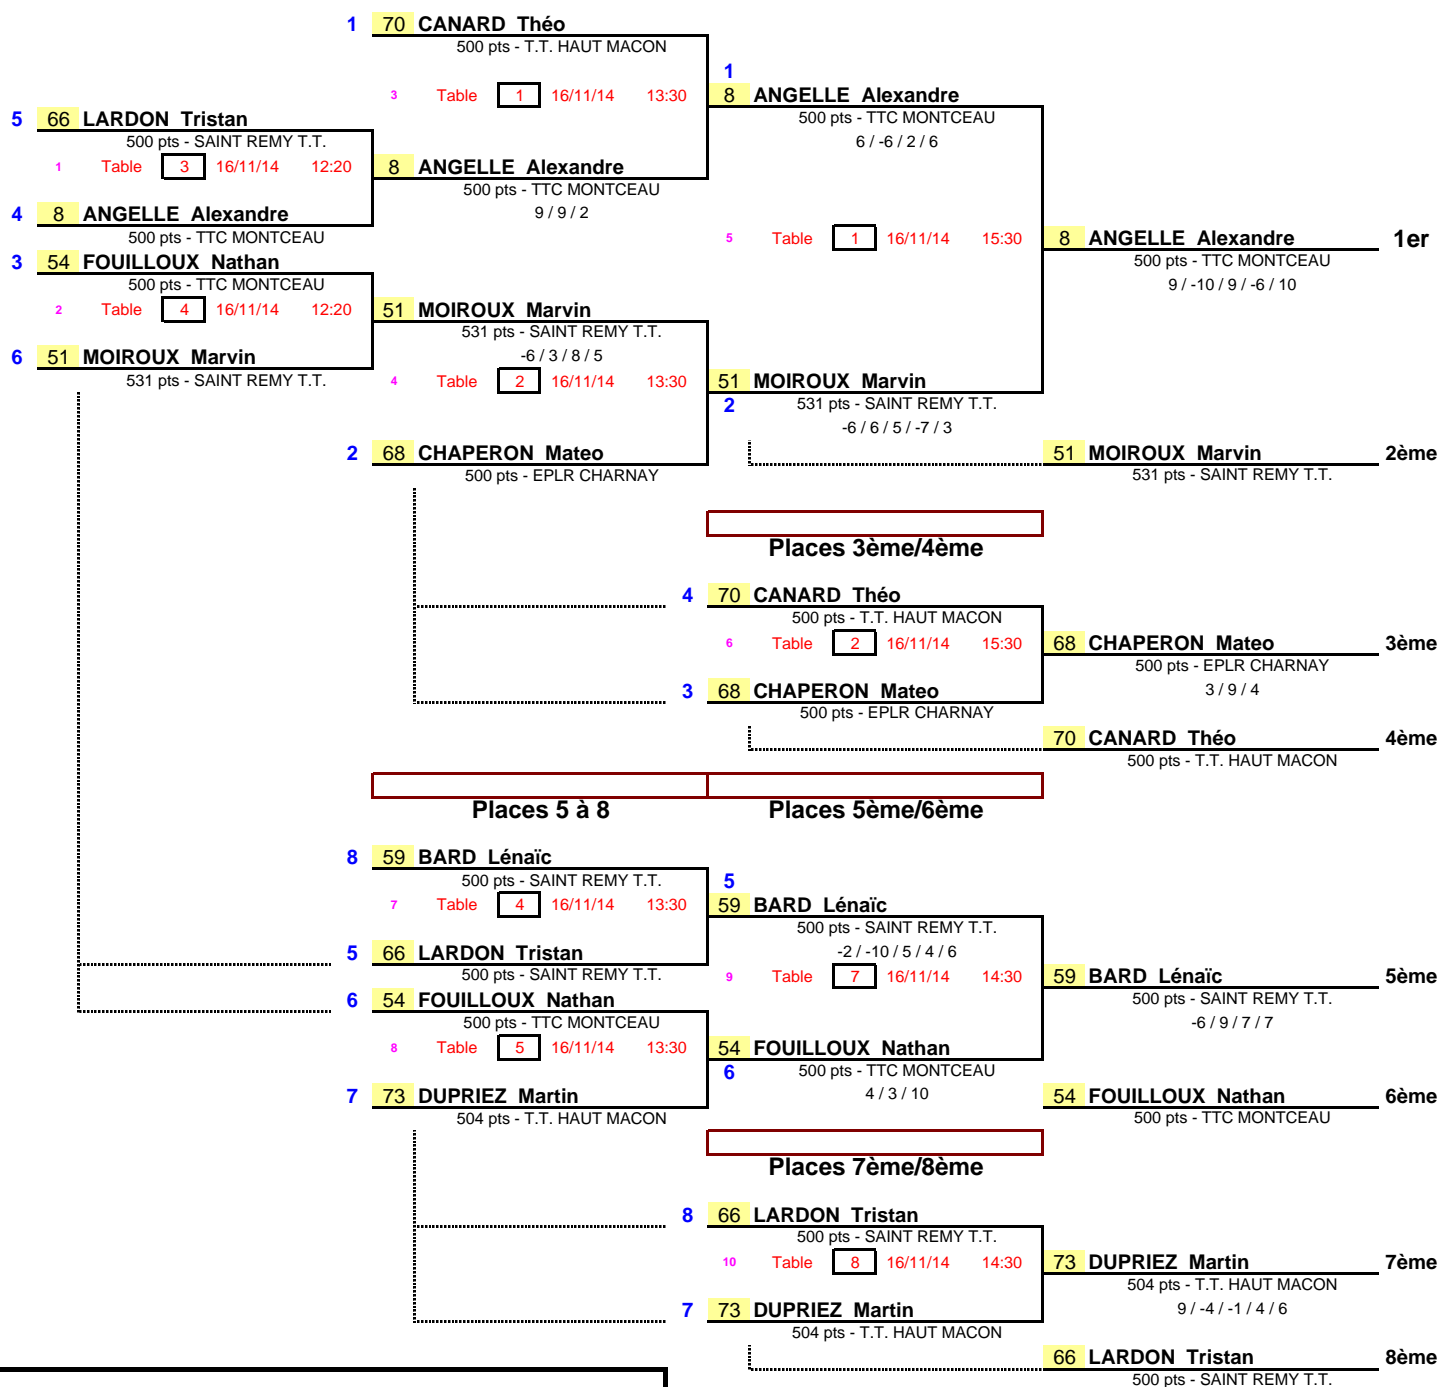 1 70 CANARD Théo
500 pts - T.T. HAUT MACON
3 Table 1 16/11/14 13:30
1
8 ANGELLE Alexandre
500 pts - TTC MONTCEAU
6 / -6 / 2 / 6
5 66 LARDON Tristan
500 pts - SAINT REMY T.T.
1 Table 3 16/11/14 12:20
8 ANGELLE Alexandre
500 pts - TTC MONTCEAU
9 / 9 / 2
4 8 ANGELLE Alexandre
500 pts - TTC MONTCEAU
5 Table 1 16/11/14 15:30
8 ANGELLE Alexandre 1er
500 pts - TTC MONTCEAU
9 / -10 / 9 / -6 / 10
3 54 FOUILLOUX Nathan
500 pts - TTC MONTCEAU
2 Table 4 16/11/14 12:20
51 MOIROUX Marvin
531 pts - SAINT REMY T.T.
-6 / 3 / 8 / 5
6 51 MOIROUX Marvin
531 pts - SAINT REMY T.T.
4 Table 2 16/11/14 13:30
51 MOIROUX Marvin
2 531 pts - SAINT REMY T.T.
-6 / 6 / 5 / -7 / 3
2 68 CHAPERON Mateo
500 pts - EPLR CHARNAY
51 MOIROUX Marvin 2ème
531 pts - SAINT REMY T.T.
Places 3ème/4ème
4 70 CANARD Théo
500 pts - T.T. HAUT MACON
6 Table 2 16/11/14 15:30
68 CHAPERON Mateo 3ème
500 pts - EPLR CHARNAY
3 / 9 / 4
3 68 CHAPERON Mateo
500 pts - EPLR CHARNAY
70 CANARD Théo 4ème
500 pts - T.T. HAUT MACON
Places 5 à 8 Places 5ème/6ème
8 59 BARD Lénaïc
500 pts - SAINT REMY T.T.
7 Table 4 16/11/14 13:30
5
59 BARD Lénaïc
500 pts - SAINT REMY T.T.
-2 / -10 / 5 / 4 / 6
5 66 LARDON Tristan
500 pts - SAINT REMY T.T.
9 Table 7 16/11/14 14:30
59 BARD Lénaïc 5ème
500 pts - SAINT REMY T.T.
-6 / 9 / 7 / 7
6 54 FOUILLOUX Nathan
500 pts - TTC MONTCEAU
8 Table 5 16/11/14 13:30
54 FOUILLOUX Nathan
6 500 pts - TTC MONTCEAU
4 / 3 / 10
7 73 DUPRIEZ Martin
504 pts - T.T. HAUT MACON
54 FOUILLOUX Nathan 6ème
500 pts - TTC MONTCEAU
Places 7ème/8ème
8 66 LARDON Tristan
500 pts - SAINT REMY T.T.
10 Table 8 16/11/14 14:30
73 DUPRIEZ Martin 7ème
504 pts - T.T. HAUT MACON
9 / -4 / -1 / 4 / 6
7 73 DUPRIEZ Martin
504 pts - T.T. HAUT MACON
66 LARDON Tristan 8ème
500 pts - SAINT REMY T.T.